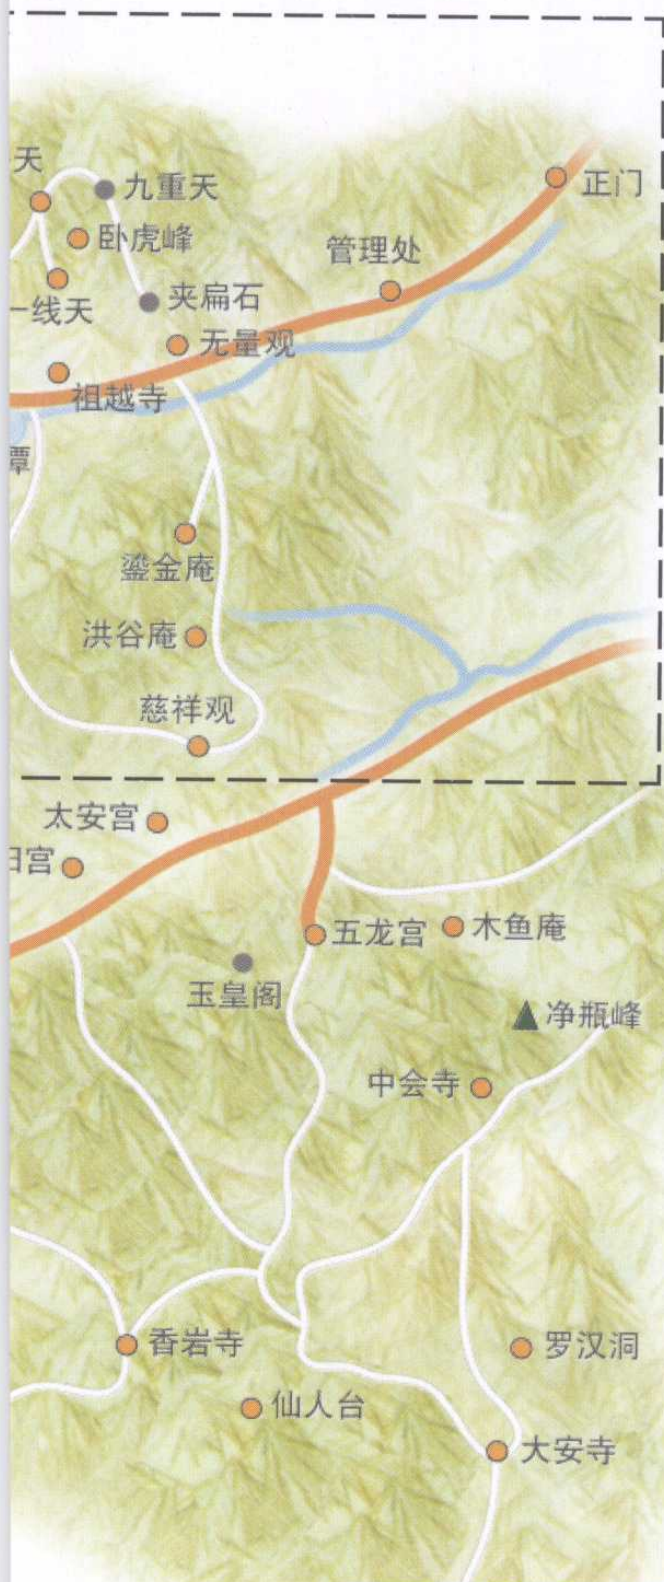 天
九重天
正门
卧虎峰
管理处
一线天
夹扁石
无量观
祖越寺
潭
鎏金庵
洪谷庵
慈祥观
太安宫
宫
五龙宫
木鱼庵
玉皇阁
净瓶峰
中会寺
香岩寺
罗汉洞
仙人台
大安寺